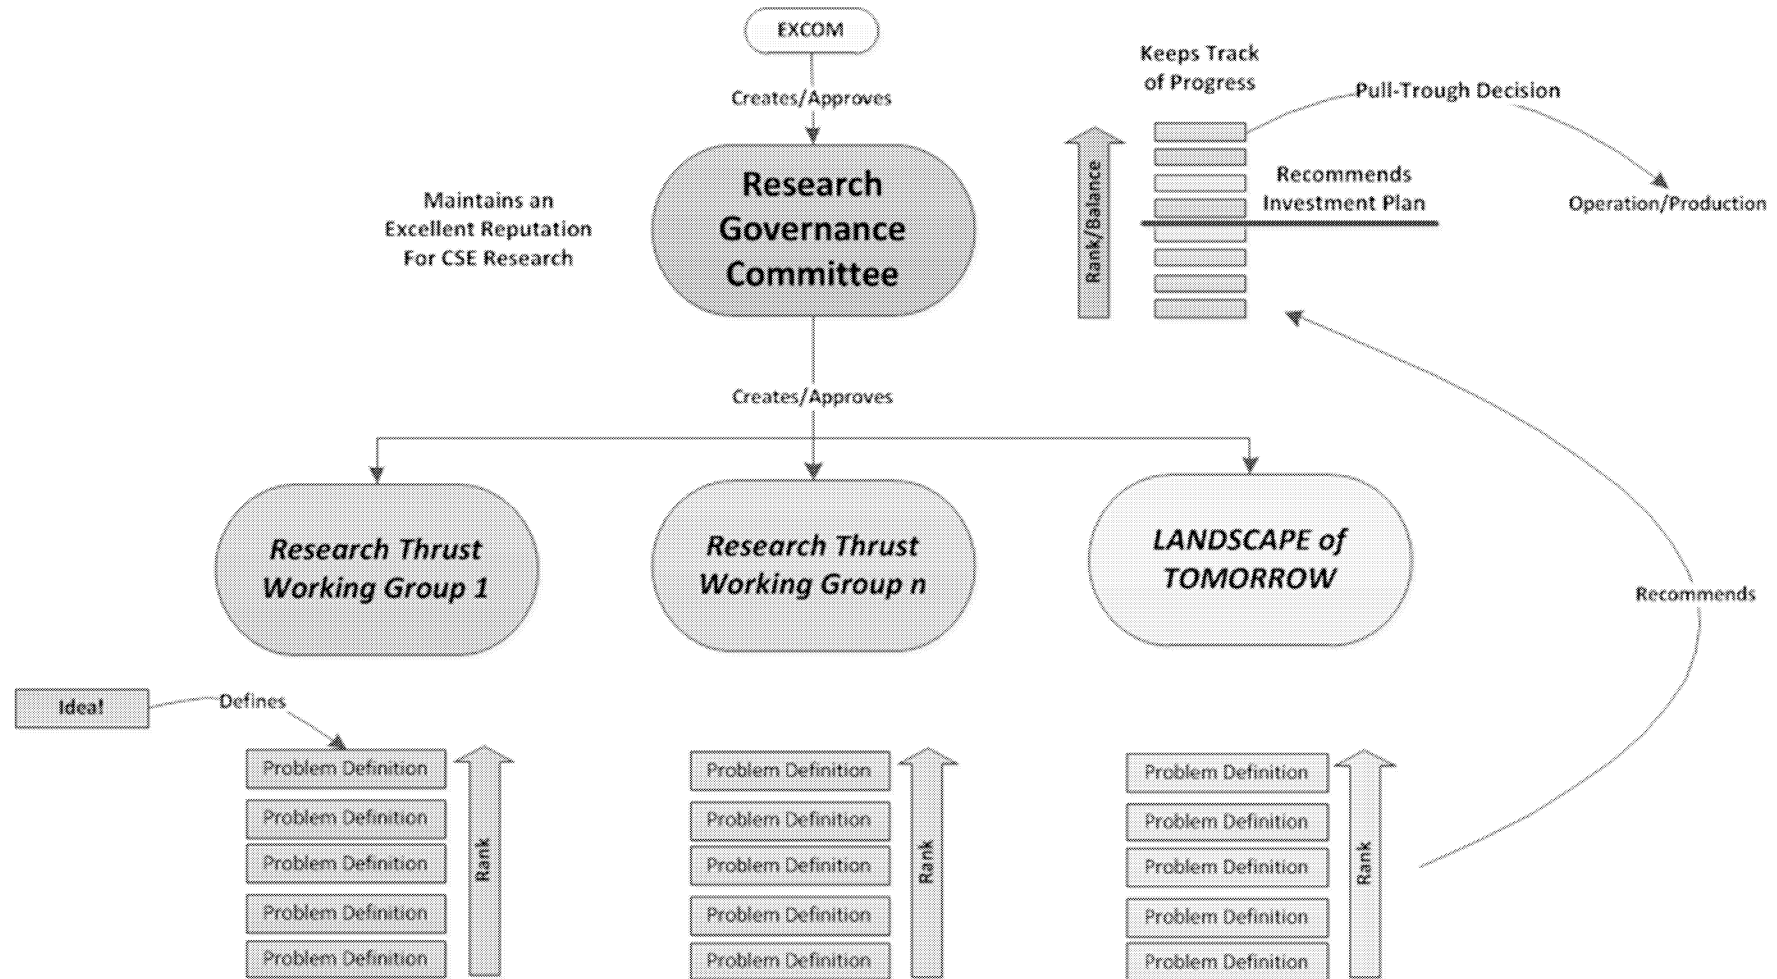 EXCOM
Creates/Approves
Research
Governance
Committee
Maintains an
Excellent Reputation
For CSE Research
Keeps Track
of Progress
Pull-Trough Decision
Rank/Balance
Recommends
Investment Plan
Operation/Production
Creates/Approves
Research Thrust
Working Group 1
Research Thrust
Working Group n
LANDSCAPE of
TOMORROW
Recommends
Idea!
Defines
Problem Definition
Problem Definition
Problem Definition
Problem Definition
Problem Definition
Rank
Problem Definition
Problem Definition
Problem Definition
Problem Definition
Problem Definition
Rank
Problem Definition
Problem Definition
Problem Definition
Problem Definition
Problem Definition
Rank